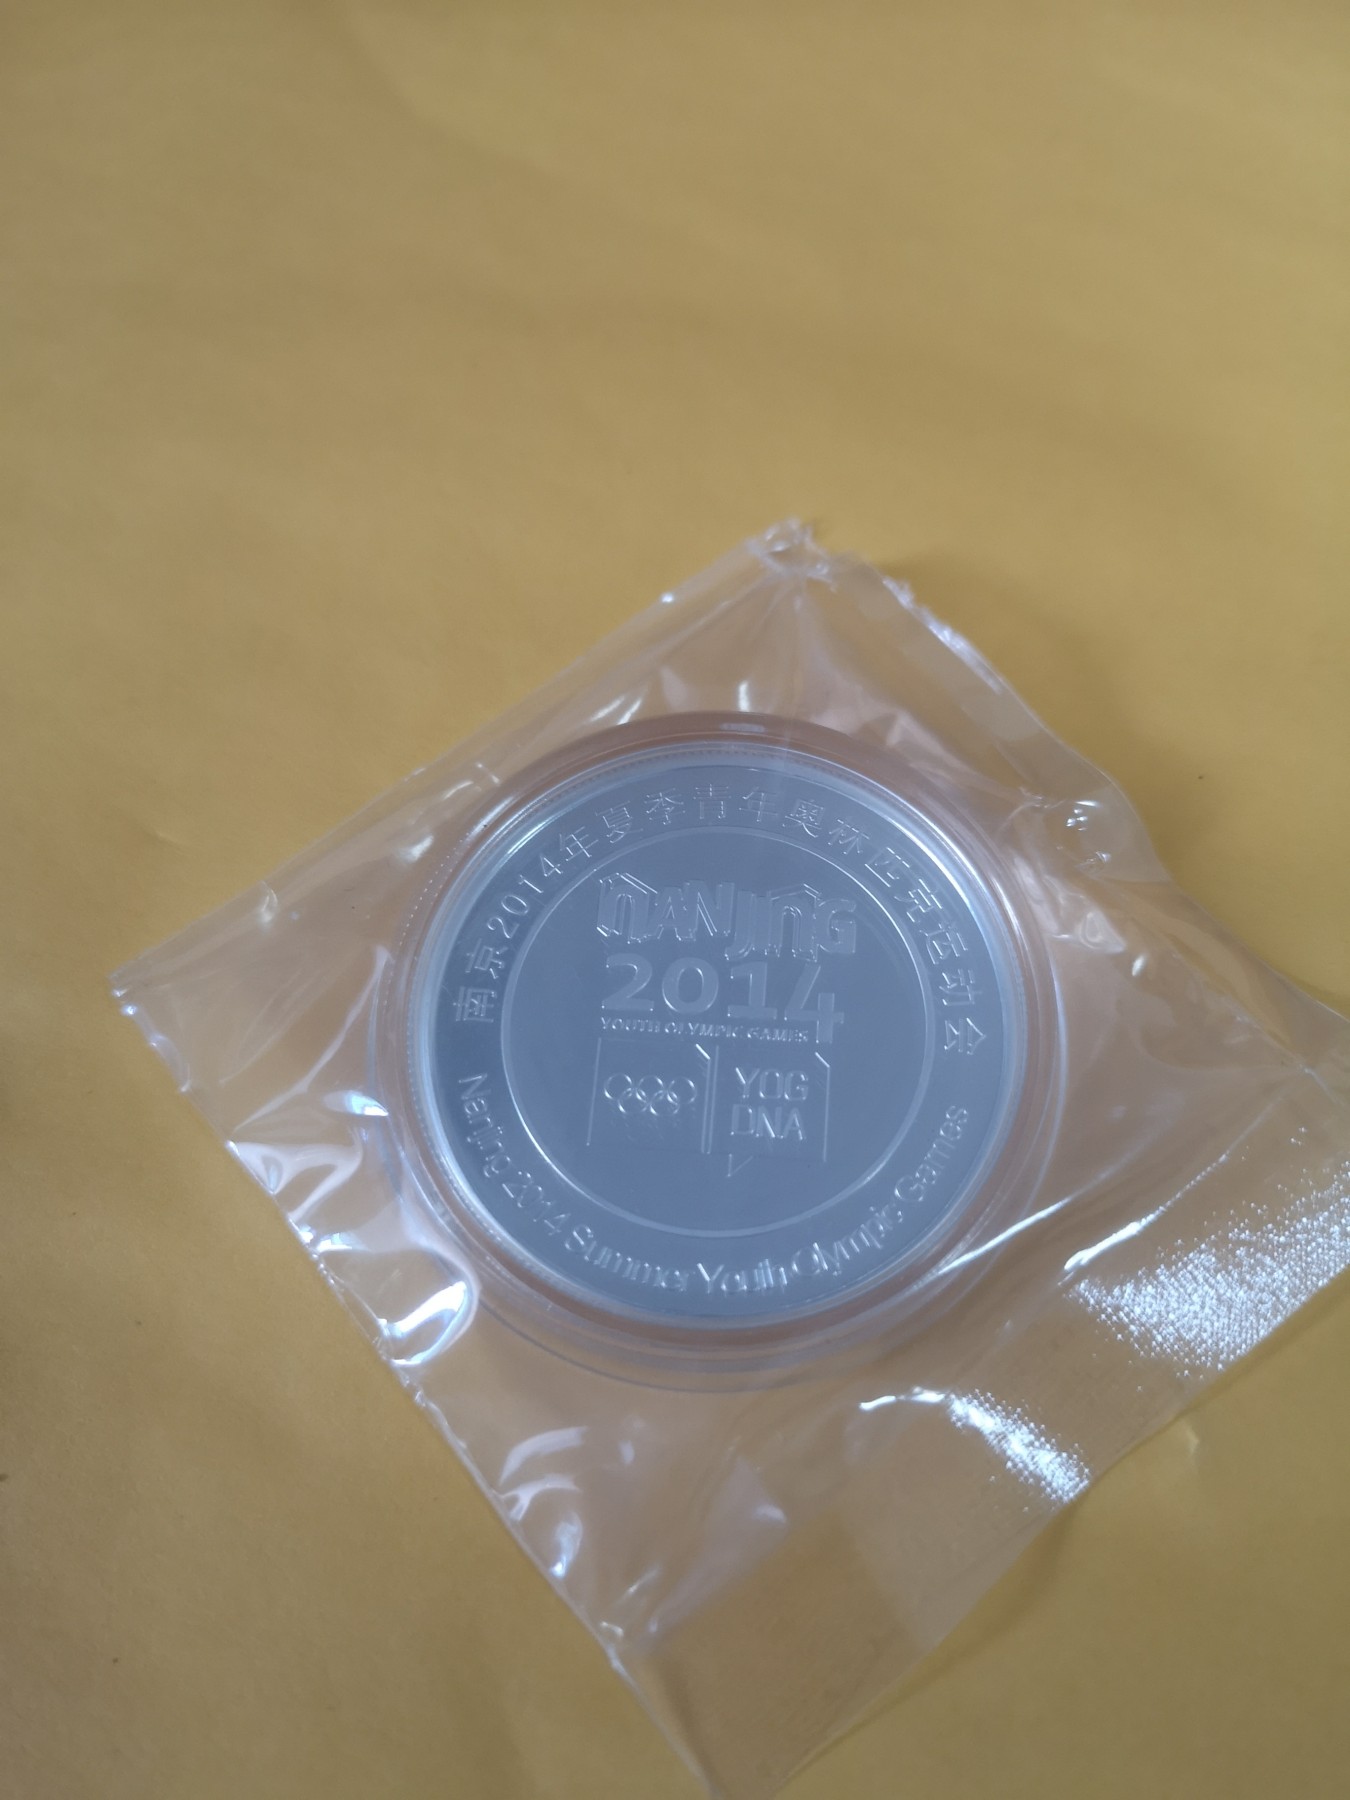 南京2014年夏季青年奥林匹克运动会
NANJING
2014
YOUTH OLYMPIC GAMES
YOG
DNA
Nanjing 2014 Summer Youth Olympic Games